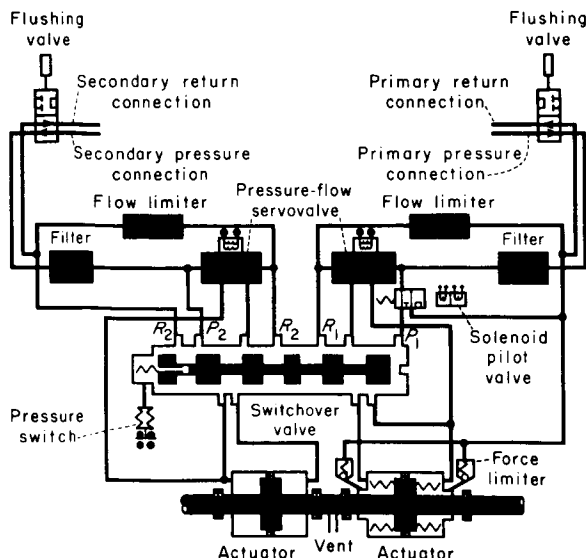 Flushing
valve
Flushing
valve
Secondary return
connection
Primary return
connection
Secondary pressure
connection
Primary pressure
connection
Flow limiter
Pressure-flow
servovalve
Flow limiter
Filter
Filter
R2
P2
R2
R1
P1
Solenoid
pilot
valve
Pressure
switch
Switchover
valve
Force
limiter
Actuator
Vent
Actuator